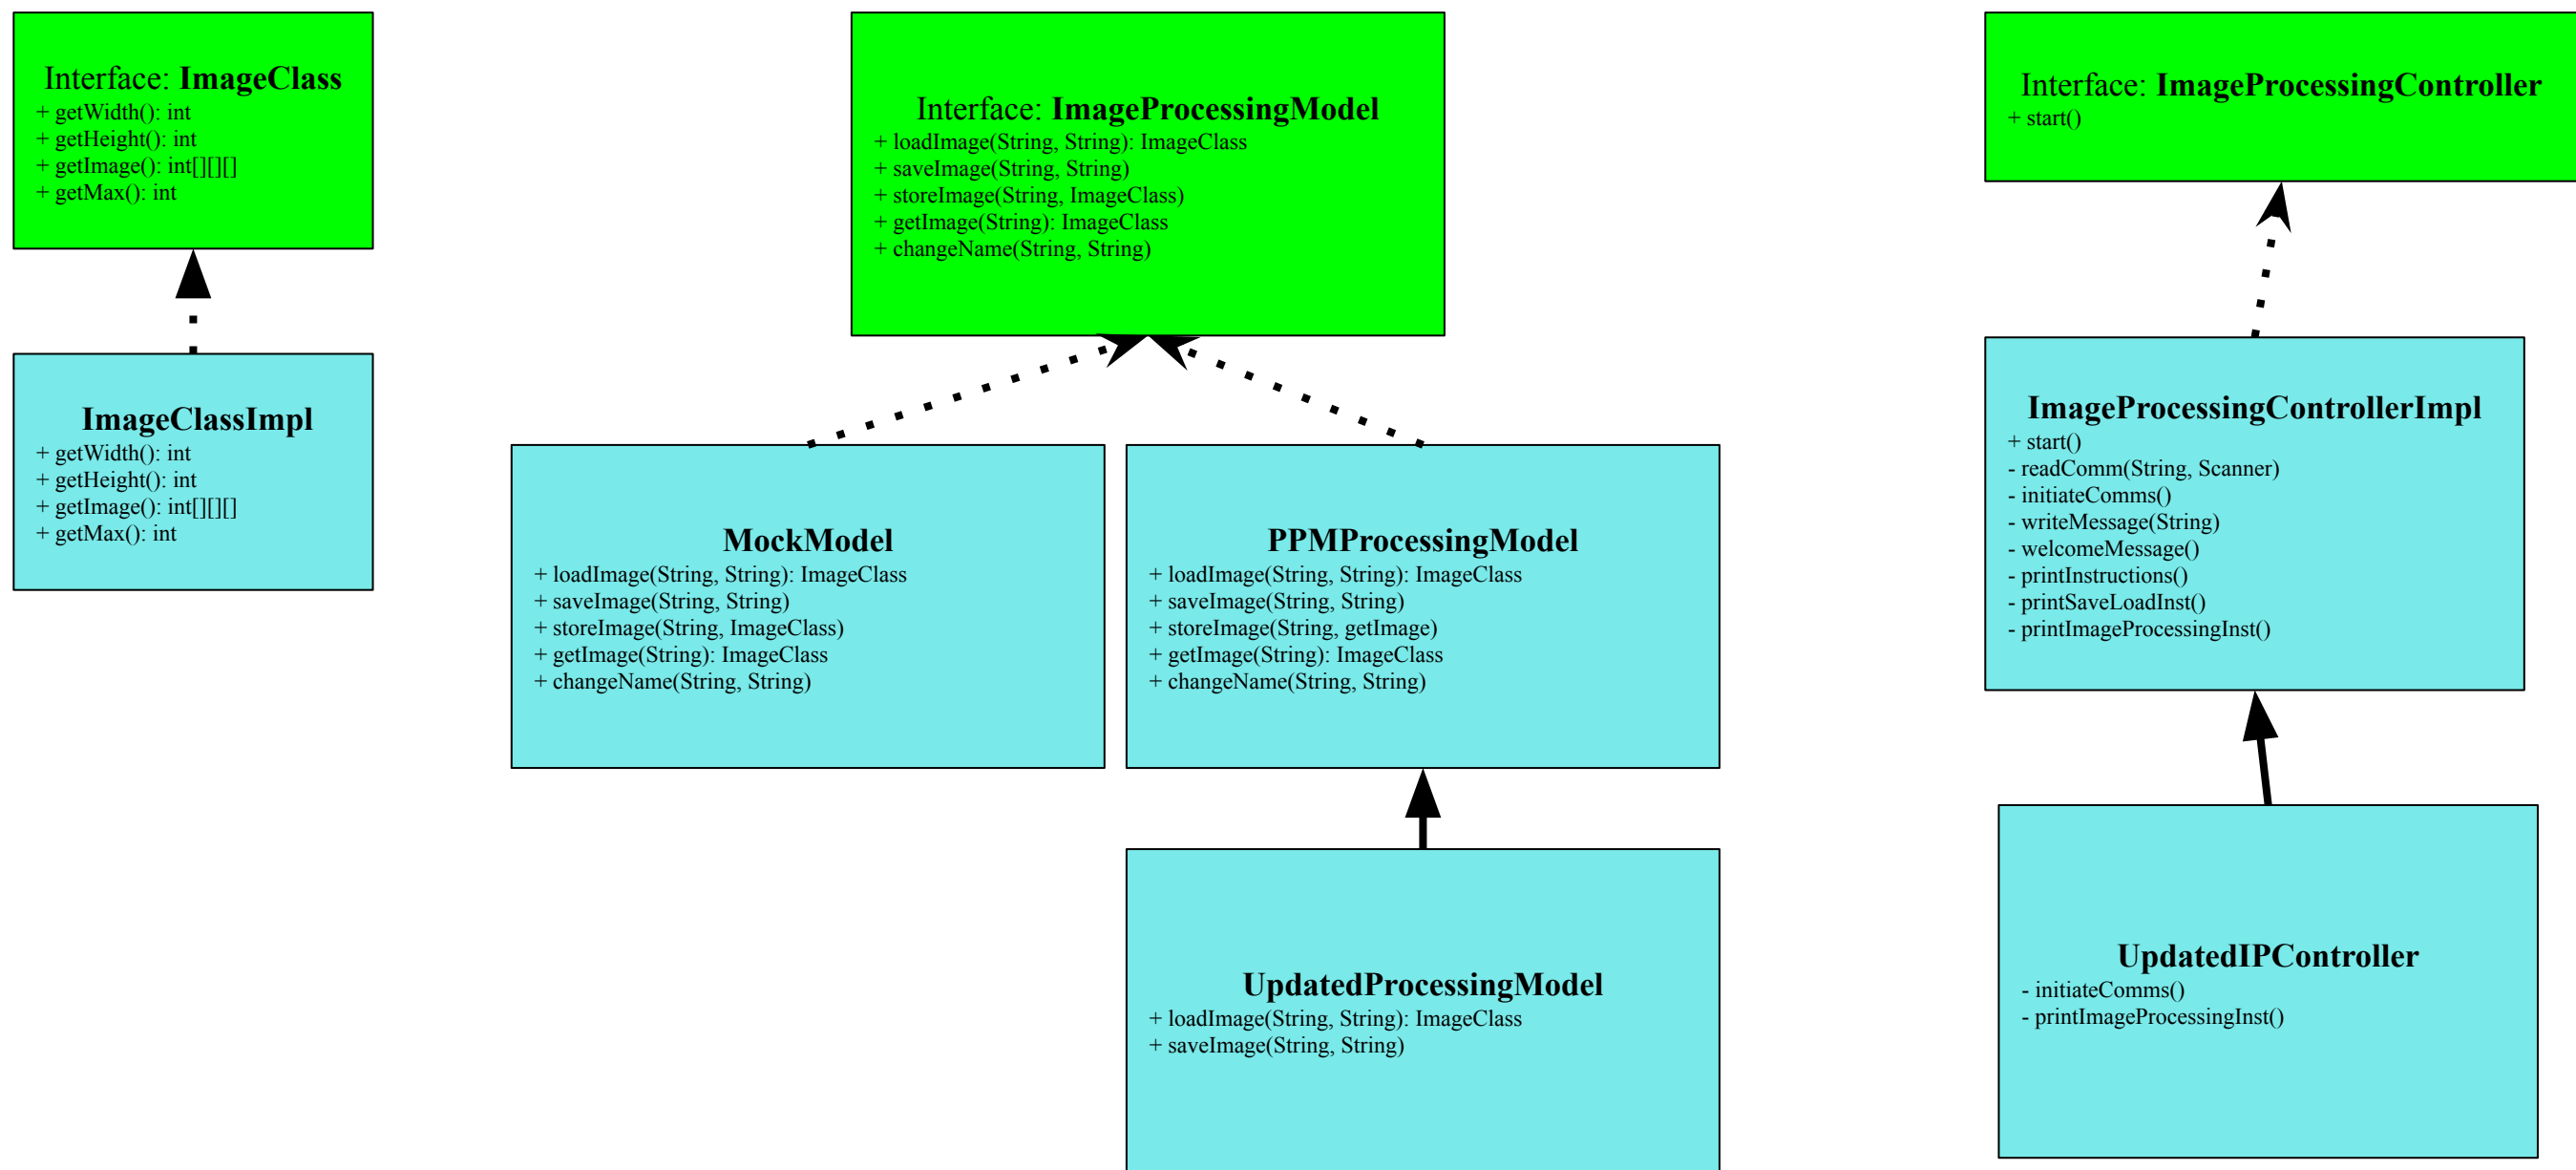 Interface: ImageClass
+ getWidth(): int
+ getHeight(): int
+ getImage(): int[][][]
+ getMax(): int
ImageClassImpl
+ getWidth(): int
+ getHeight(): int
+ getImage(): int[][][]
+ getMax(): int
Interface: ImageProcessingModel
+ loadImage(String, String): ImageClass
+ saveImage(String, String)
+ storeImage(String, ImageClass)
+ getImage(String): ImageClass
+ changeName(String, String)
MockModel
+ loadImage(String, String): ImageClass
+ saveImage(String, String)
+ storeImage(String, ImageClass)
+ getImage(String): ImageClass
+ changeName(String, String)
PPMProcessingModel
+ loadImage(String, String): ImageClass
+ saveImage(String, String)
+ storeImage(String, getImage)
+ getImage(String): ImageClass
+ changeName(String, String)
UpdatedProcessingModel
+ loadImage(String, String): ImageClass
+ saveImage(String, String)
Interface: ImageProcessingController
+ start()
ImageProcessingControllerImpl
+ start()
- readComm(String, Scanner)
- initiateComms()
- writeMessage(String)
- welcomeMessage()
- printInstructions()
- printSaveLoadInst()
- printImageProcessingInst()
UpdatedIPController
- initiateComms()
- printImageProcessingInst()